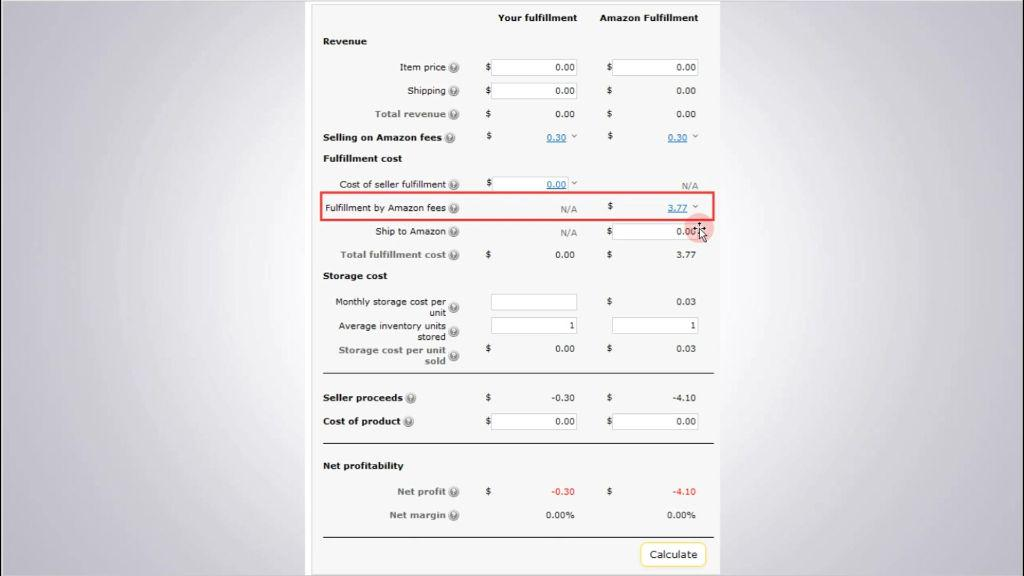 Your fulfillment Amazon Fulfillment
Revenue
Item price $ 0.00 $ 0.00
Shipping $ 0.00 $ 0.00
Total revenue $ 0.00 $ 0.00
Selling on Amazon fees $ 0.30 $ 0.30
Fulfillment cost
Cost of seller fulfillment $ 0.00 N/A
Fulfillment by Amazon fees N/A $ 3.77
Ship to Amazon N/A $ 0.00
Total fulfillment cost $ 0.00 $ 3.77
Storage cost
Monthly storage cost per
unit $ 0.03
Average inventory units
stored 1 1
Storage cost per unit
sold $ 0.00 $ 0.03
Seller proceeds $ -0.30 $ -4.10
Cost of product $ 0.00 $ 0.00
Net profitability
Net profit $ -0.30 $ -4.10
Net margin 0.00% 0.00%
Calculate